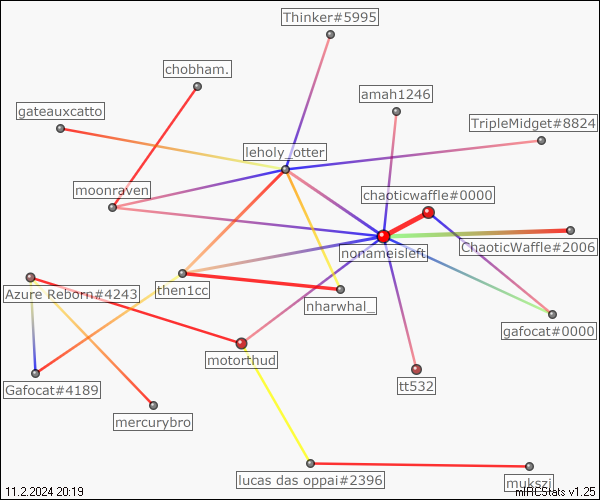 Thinker#5995
chobham.
amah1246
gateauxcatto
TripleMidget#8824
leholy_otter
moonraven
chaoticwaffle#0000
nonameisleft
ChaoticWaffle#2006
then1cc
Azure Reborn#4243
nharwhal_
gafocat#0000
motorthud
tt532
Gafocat#4189
mercurybro
lucas das oppai#2396
mukszi
11.2.2024 20:19
mIRCStats v1.25